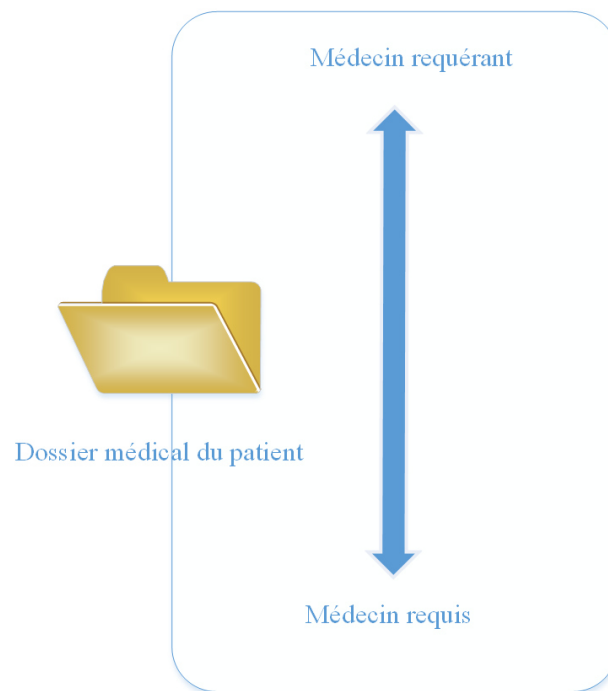 Médecin requérant
Dossier médical du patient
Médecin requis